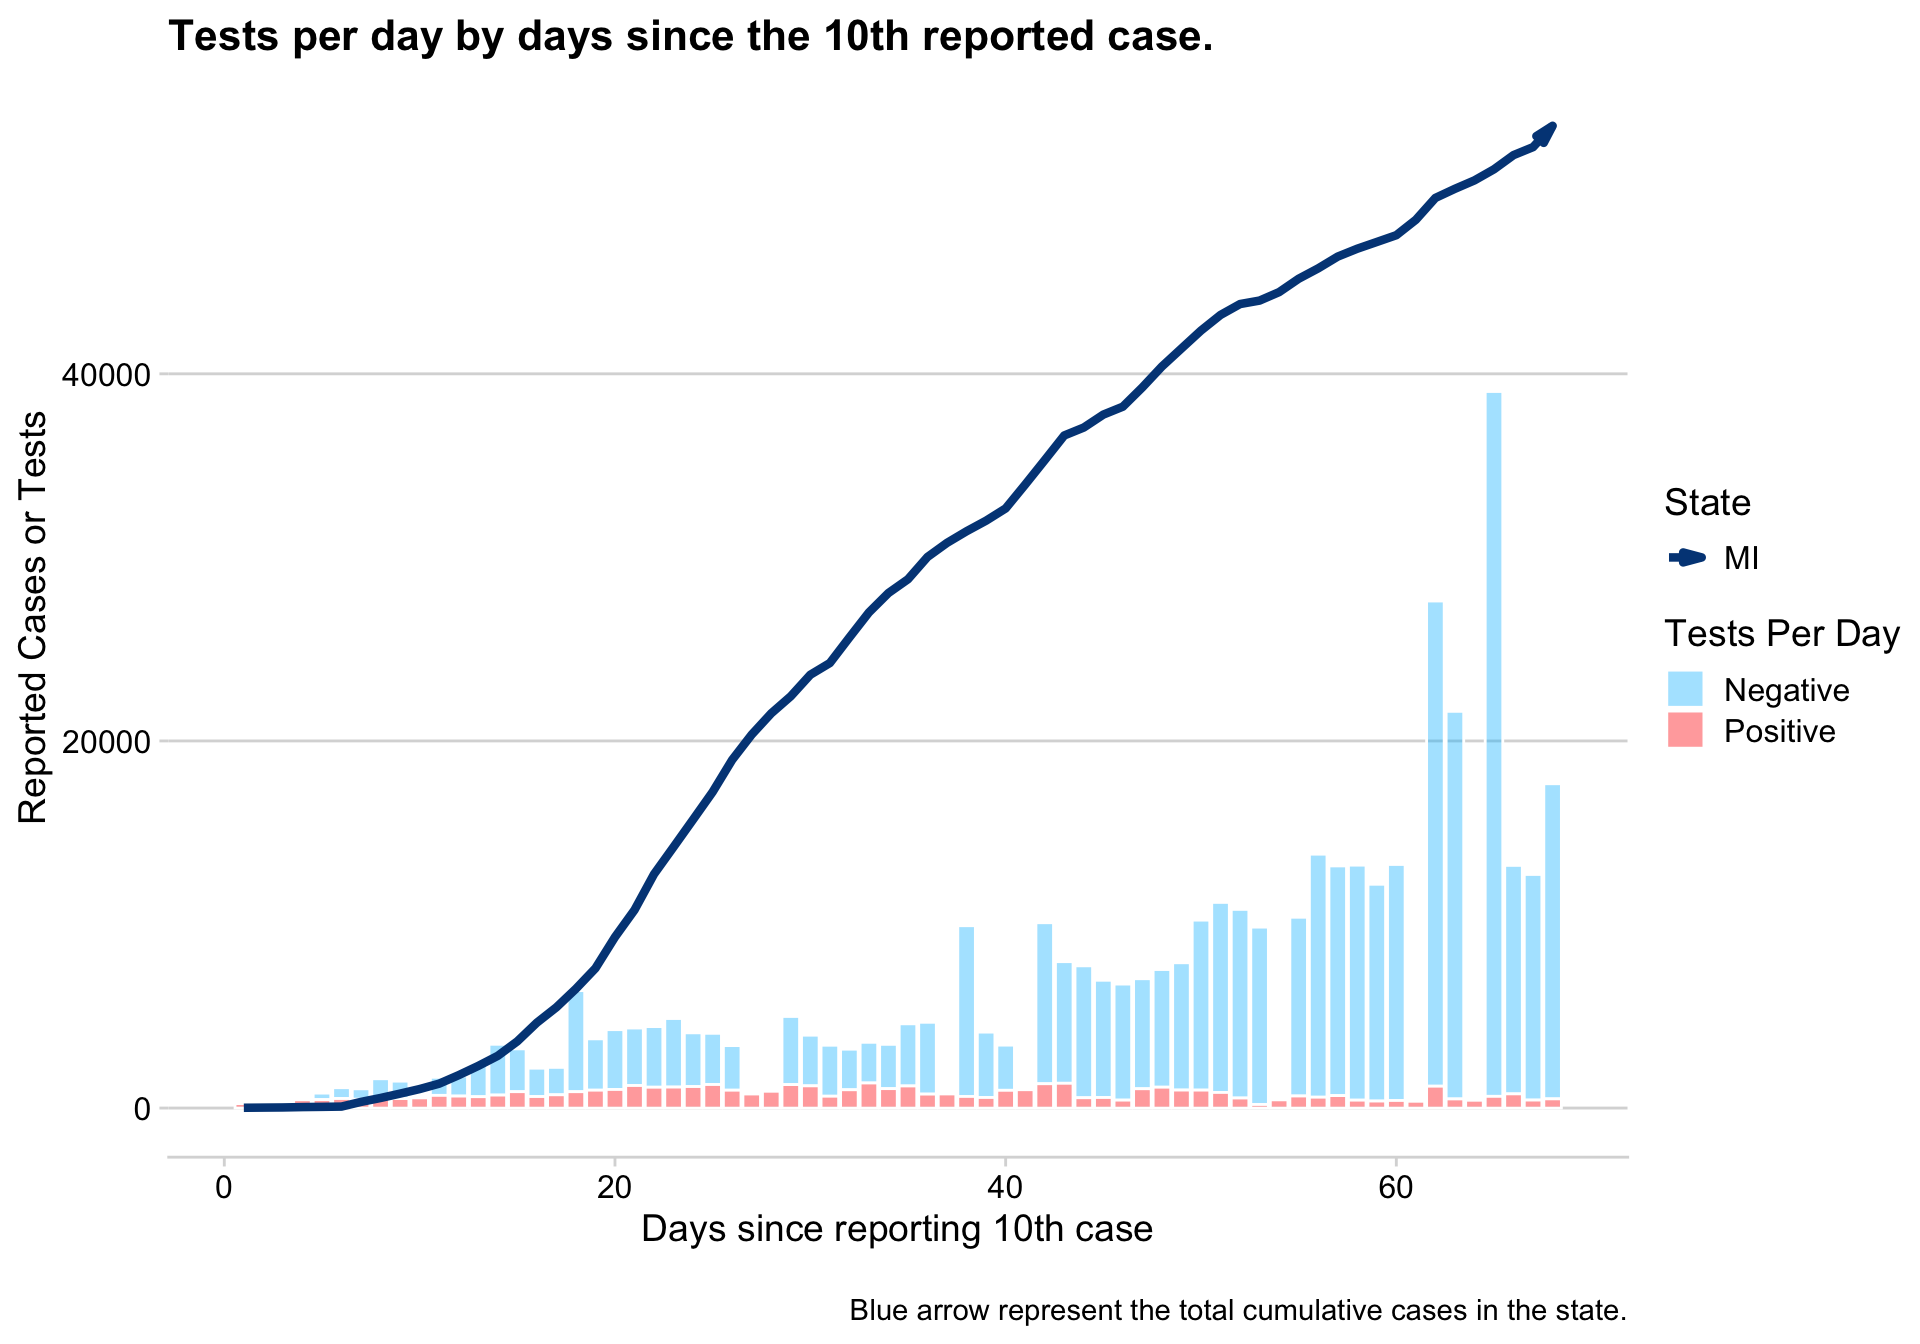 Tests per day by days since the 10th reported case.
Reported Cases or Tests
40000
20000
0
0 20 40 60
Days since reporting 10th case
State
MI
Tests Per Day
Negative
Positive
Blue arrow represent the total cumulative cases in the state.